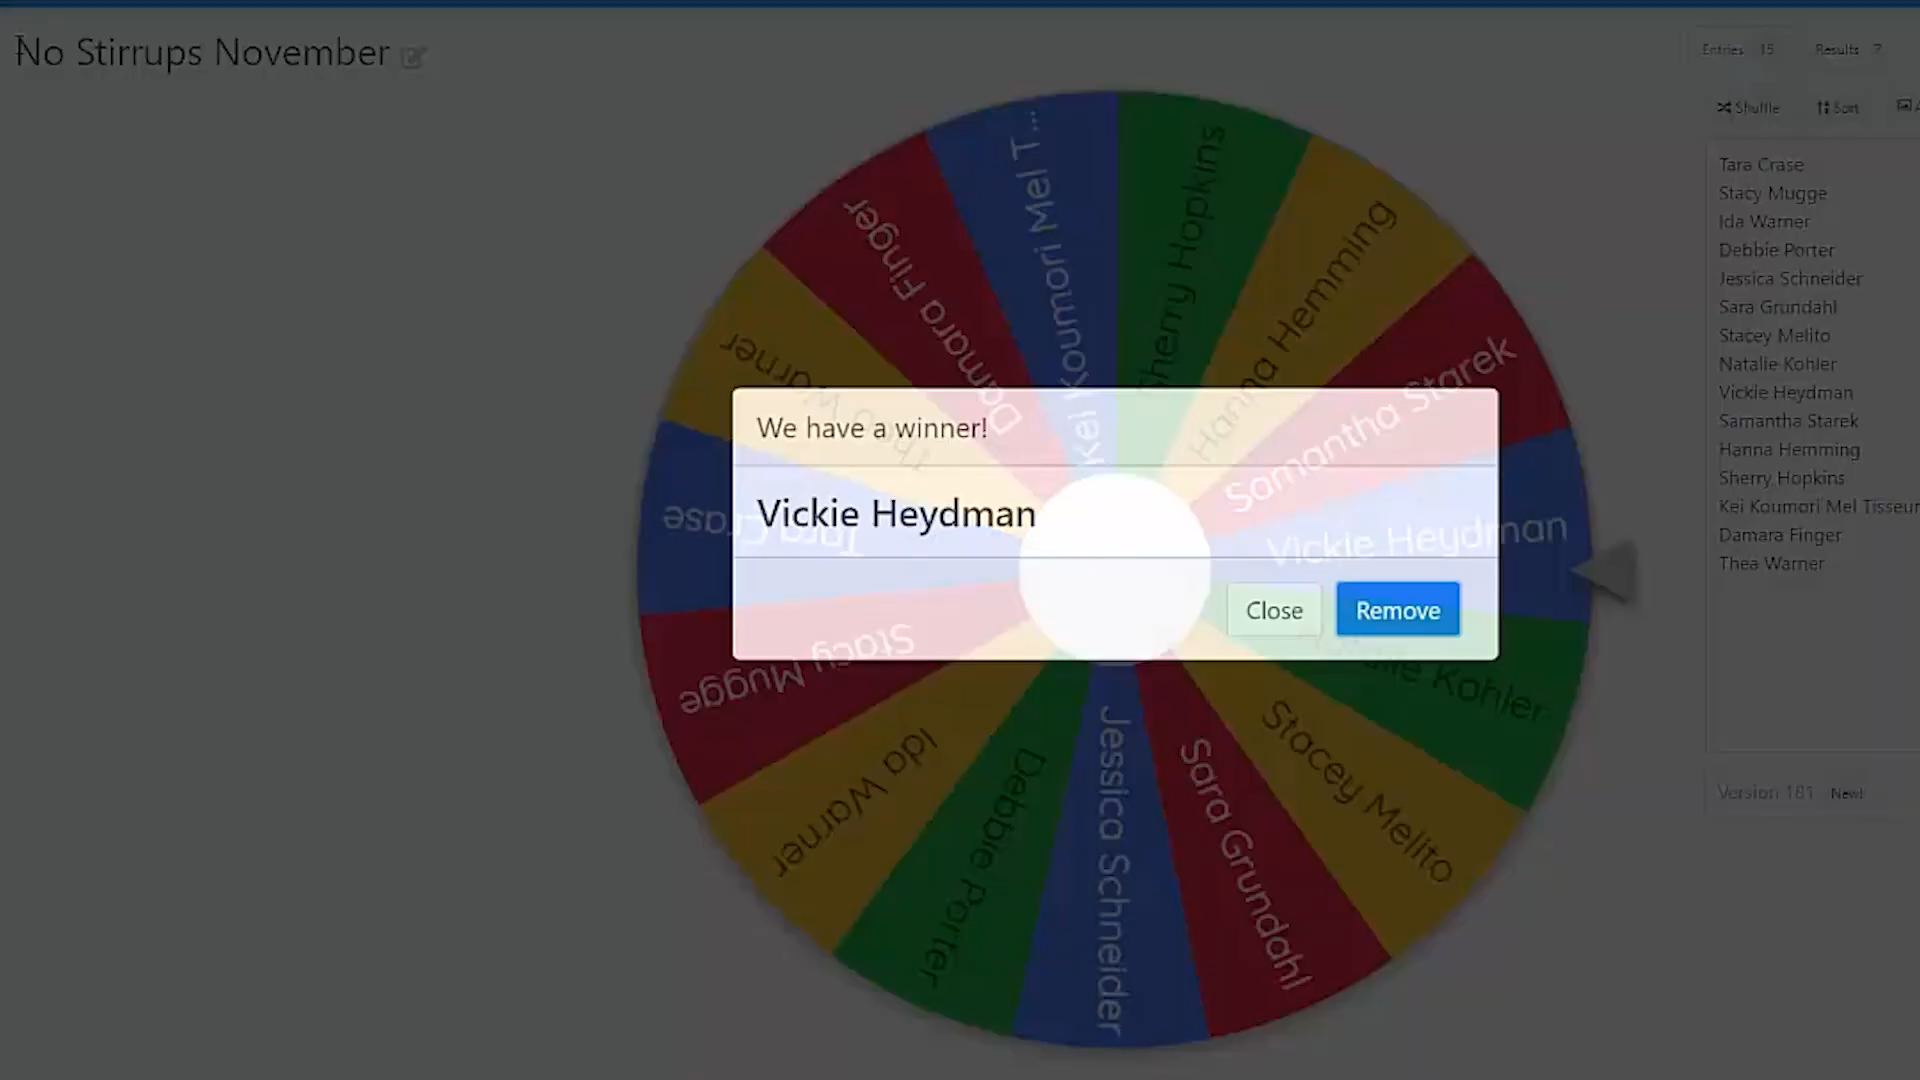 No Stirrups November
Entries 15 Results 7
Shuffle Sort
Tara Crase
Stacy Mugge
Ida Warner
Debbie Porter
Jessica Schneider
Sara Grundahl
Stacey Melito
Natalie Kohler
Vickie Heydman
Samantha Starek
Hanna Hemming
Sherry Hopkins
Kei Koumori Mel Tisseur
Damara Finger
Thea Warner
Version 181 New!
We have a winner!
Vickie Heydman
Close Remove
Sherry Hopkins
Hanna Hemming
Samantha Starek
Vickie Heydman
Kohler
Stacey Melito
Sara Grundahl
Jessica Schneider
Debbie Porter
Ida Warner
Stacy Mugge
Tara Crase
Thea Warner
Damara Finger
Kei Koumori Mel T...